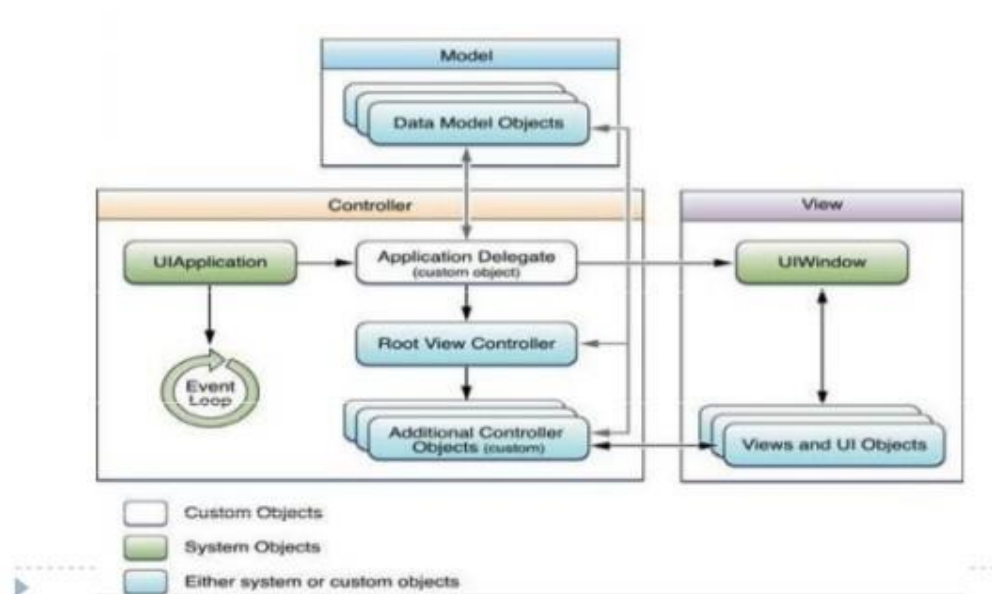 Model
Data Model Objects
Controller
View
UIApplication
Application Delegate
(custom object)
UIWindow
Root View Controller
Event
Loop
Additional Controller
Objects (custom)
Views and UI Objects
Custom Objects
System Objects
Either system or custom objects